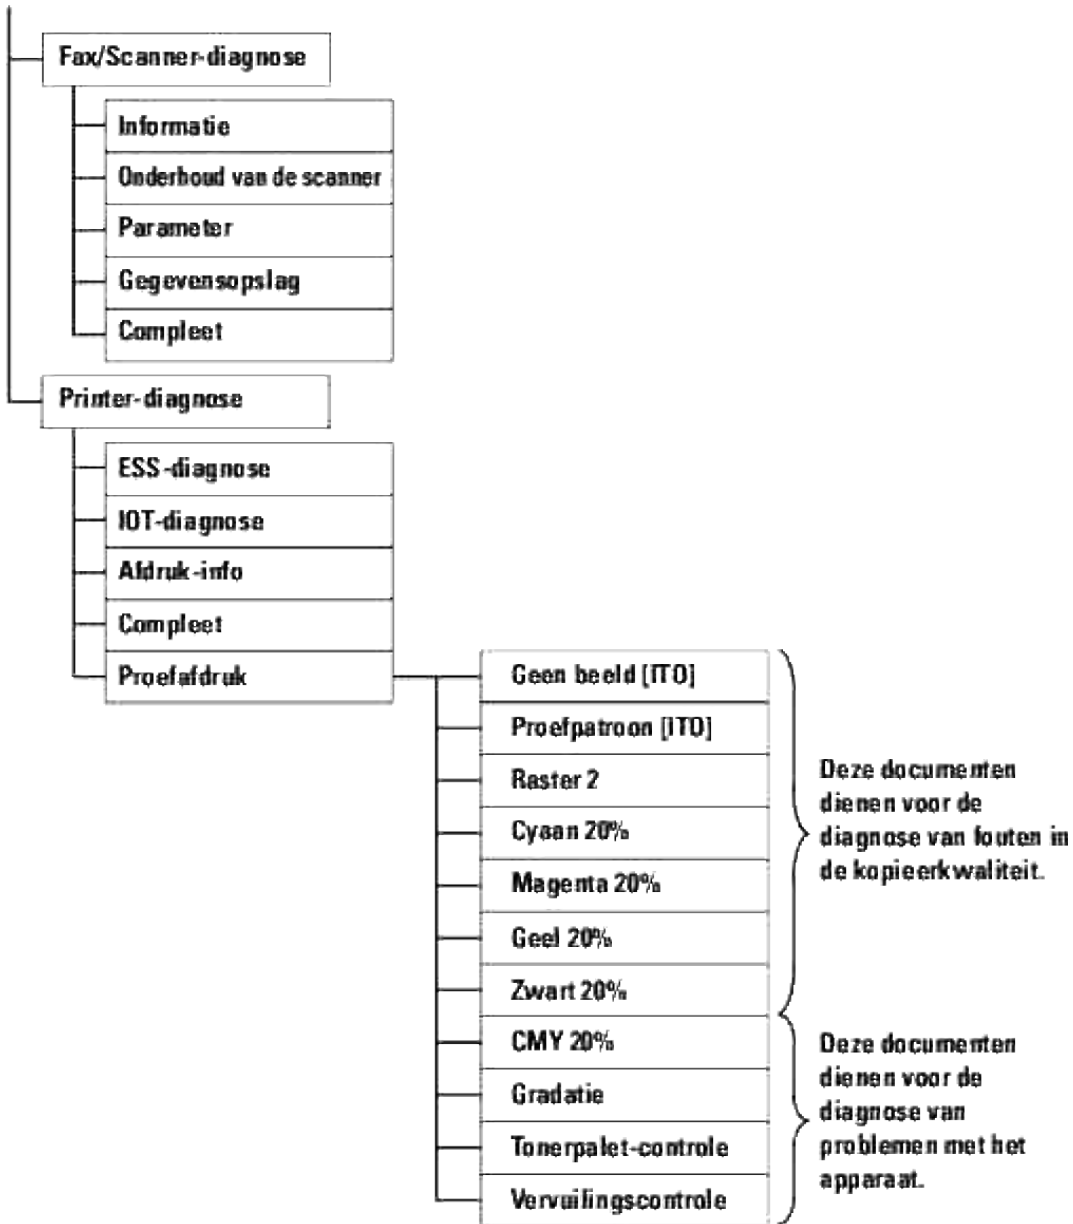 Fax/Scanner-diagnose
Informatie
Onderhoud van de scanner
Parameter
Gegevensopslag
Compleet
Printer-diagnose
ESS-diagnose
IOT-diagnose
Afdruk-info
Compleet
Proefafdruk
Geen beeld [ITO]
Proefpatroon [ITO]
Raster 2
Cyaan 20%
Magenta 20%
Geel 20%
Zwart 20%
CMY 20%
Gradatie
Tonerpalet-controle
Vervuilingscontrole
Deze documenten
dienen voor de
diagnose van fouten in
de kopieerkwaliteit.
Deze documenten
dienen voor de
diagnose van
problemen met het
apparaat.